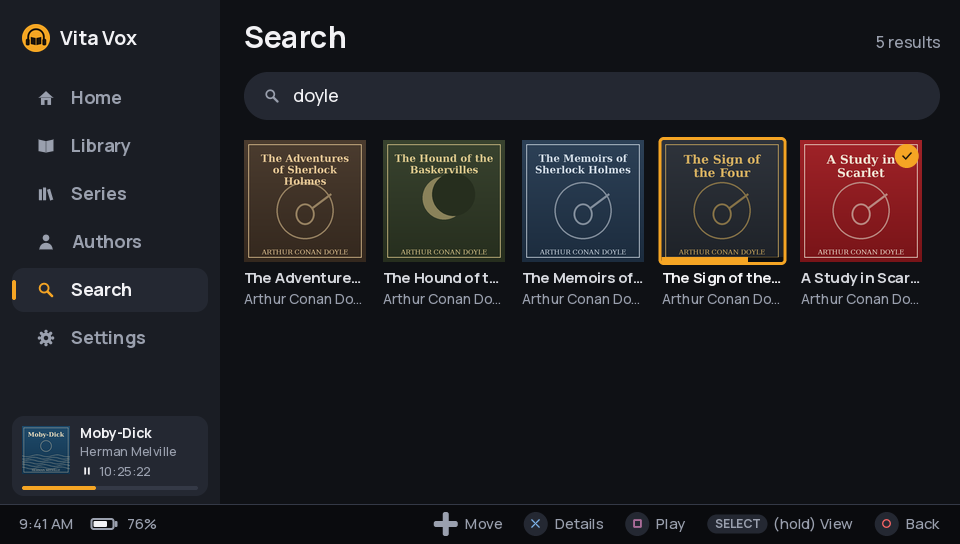 Vita Vox
Home
Library
Series
Authors
Search
Settings
Moby-Dick
Moby-Dick
Herman Melville
10:25:22
Search
5 results
doyle
The Adventures
of Sherlock
Holmes
ARTHUR CONAN DOYLE
The Adventure...
Arthur Conan Do...
The Hound of the
Baskervilles
ARTHUR CONAN DOYLE
The Hound of t...
Arthur Conan Do...
The Memoirs of
Sherlock Holmes
ARTHUR CONAN DOYLE
The Memoirs of...
Arthur Conan Do...
The Sign of
the Four
ARTHUR CONAN DOYLE
The Sign of the...
Arthur Conan Do...
A Study in
Scarlet
ARTHUR CONAN DOYLE
A Study in Scar...
Arthur Conan Do...
9:41 AM
76%
Move
Details
Play
SELECT (hold) View
Back